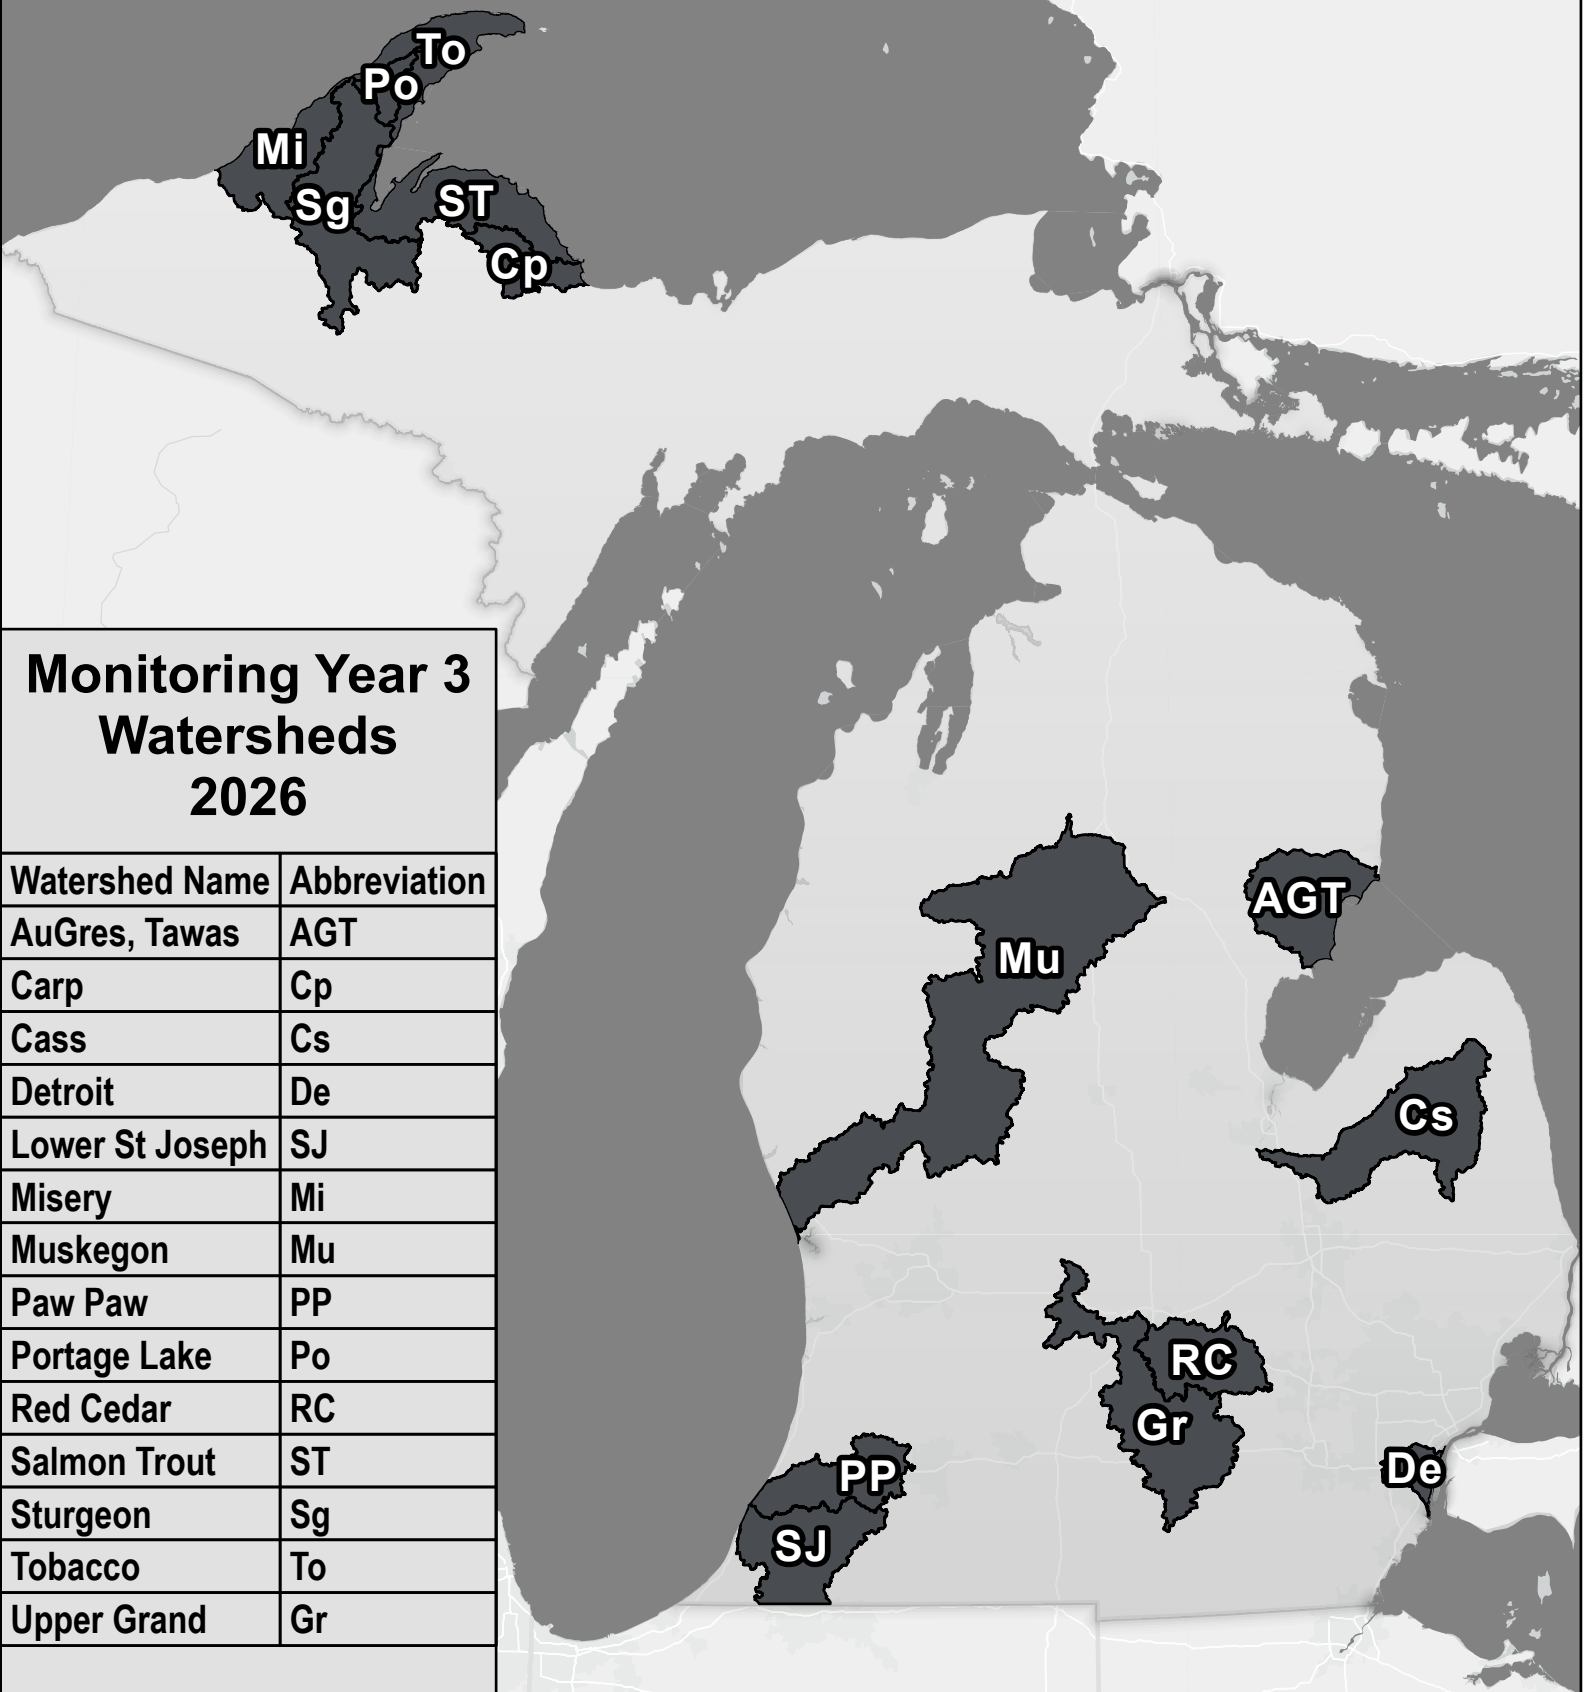 To
Po
Mi
Sg
ST
Cp
Monitoring Year 3
Watersheds
2026
Watershed Name Abbreviation
AuGres, Tawas AGT
Carp Cp
Cass Cs
Detroit De
Lower St Joseph SJ
Misery Mi
Muskegon Mu
Paw Paw PP
Portage Lake Po
Red Cedar RC
Salmon Trout ST
Sturgeon Sg
Tobacco To
Upper Grand Gr
AGT
Mu
Cs
RC
Gr
De
PP
SJ